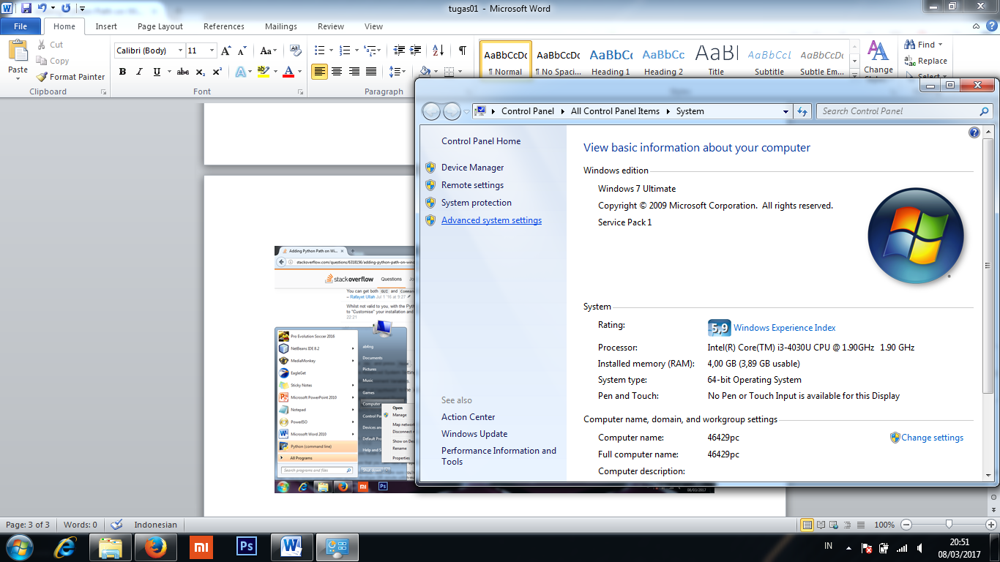 tugas01 - Microsoft Word
File Home Insert Page Layout References Mailings Review View
Paste
Cut
Copy
Format Painter
Clipboard
Calibri (Body) 11
Font
Paragraph
AaBbCcDc AaBbCcDc AaBbCc AaBbCc AaBbCcL AaBbCcDc
¶ Normal ¶ No Spaci... Heading 1 Heading 2 Title Subtitle Subtle Em...
Change
Find
Replace
Select
Control Panel All Control Panel Items System
Search Control Panel
Control Panel Home
Device Manager
Remote settings
System protection
Advanced system settings
See also
Action Center
Windows Update
Performance Information and
Tools
View basic information about your computer
Windows edition
Windows 7 Ultimate
Copyright © 2009 Microsoft Corporation. All rights reserved.
Service Pack 1
System
Rating: 5,9 Windows Experience Index
Processor: Intel(R) Core(TM) i3-4030U CPU @ 1.90GHz 1.90 GHz
Installed memory (RAM): 4,00 GB (3,89 GB usable)
System type: 64-bit Operating System
Pen and Touch: No Pen or Touch Input is available for this Display
Computer name, domain, and workgroup settings
Computer name: 46429pc Change settings
Full computer name: 46429pc
Computer description:
Adding Python Path on Wi...
stackoverflow.com/questions/6318156/adding-python-path-on-wind
stackoverflow Questions
You can get both GUI and Comman
– Rafayet Ullah Jul 1 '15 at 9:27
Whilst not valid to you, with the Pyth
to "Customise" your installation and
22:21
Pro Evolution Soccer 2016
NetBeans IDE 8.2
MediaMonkey
EagleGet
Sticky Notes
Microsoft PowerPoint 2010
Notepad
PowerISO
Microsoft Word 2010
Python (command line)
All Programs
Search programs and files
Documents
Pictures
Music
Games
Computer
Control Pa
Devices an
Default Pr
Help and S
Open
Manage
Map netwo
Disconnect n
Show on De
Rename
Properties
08/03/2017
Page: 3 of 3 Words: 0 Indonesian
100%
mi
Ps
IN
20:51
08/03/2017